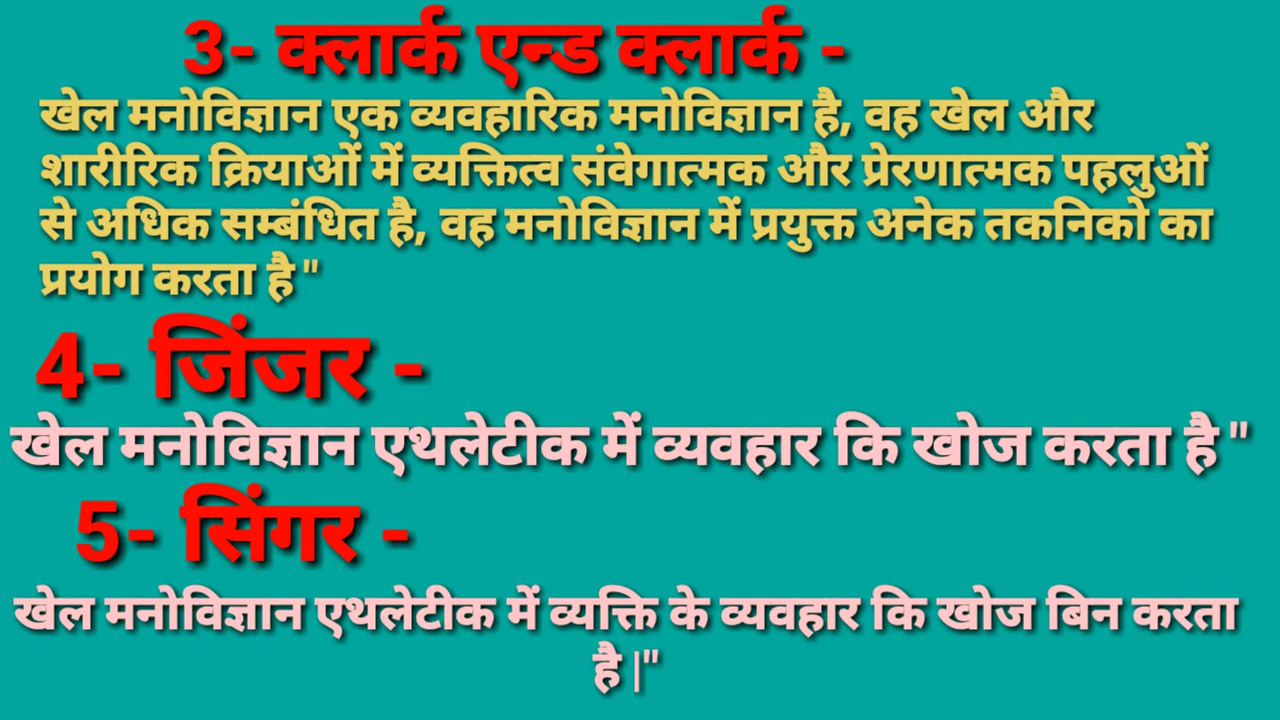 3- क्लार्क एन्ड क्लार्क -
खेल मनोविज्ञान एक व्यवहारिक मनोविज्ञान है, वह खेल और
शारीरिक क्रियाओं में व्यक्तित्व संवेगात्मक और प्रेरणात्मक पहलुओं
से अधिक सम्बंधित है, वह मनोविज्ञान में प्रयुक्त अनेक तकनिको का
प्रयोग करता है "
4- जिंजर -
खेल मनोविज्ञान एथलेटीक में व्यवहार कि खोज करता है "
5- सिंगर -
खेल मनोविज्ञान एथलेटीक में व्यक्ति के व्यवहार कि खोज बिन करता
है |"